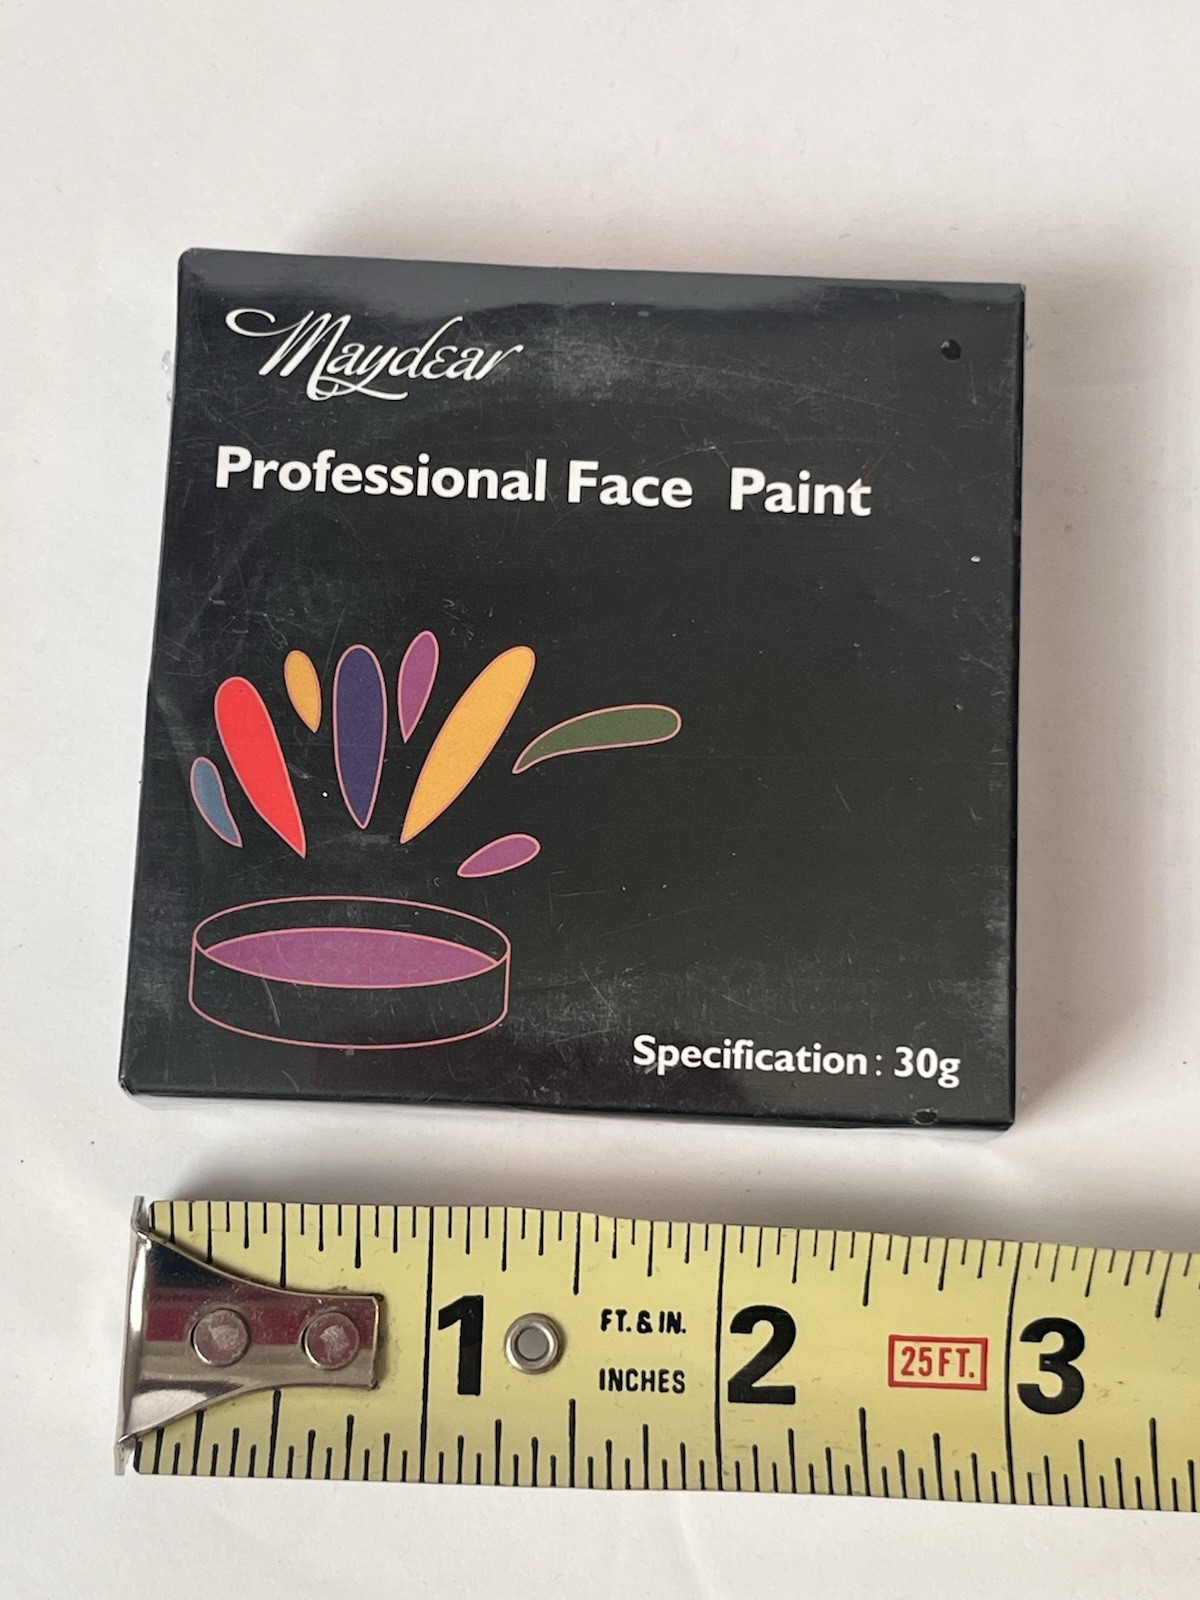 Maydear
Professional Face Paint
Specification: 30g
1 FT. & IN. 2 25FT. 3
INCHES